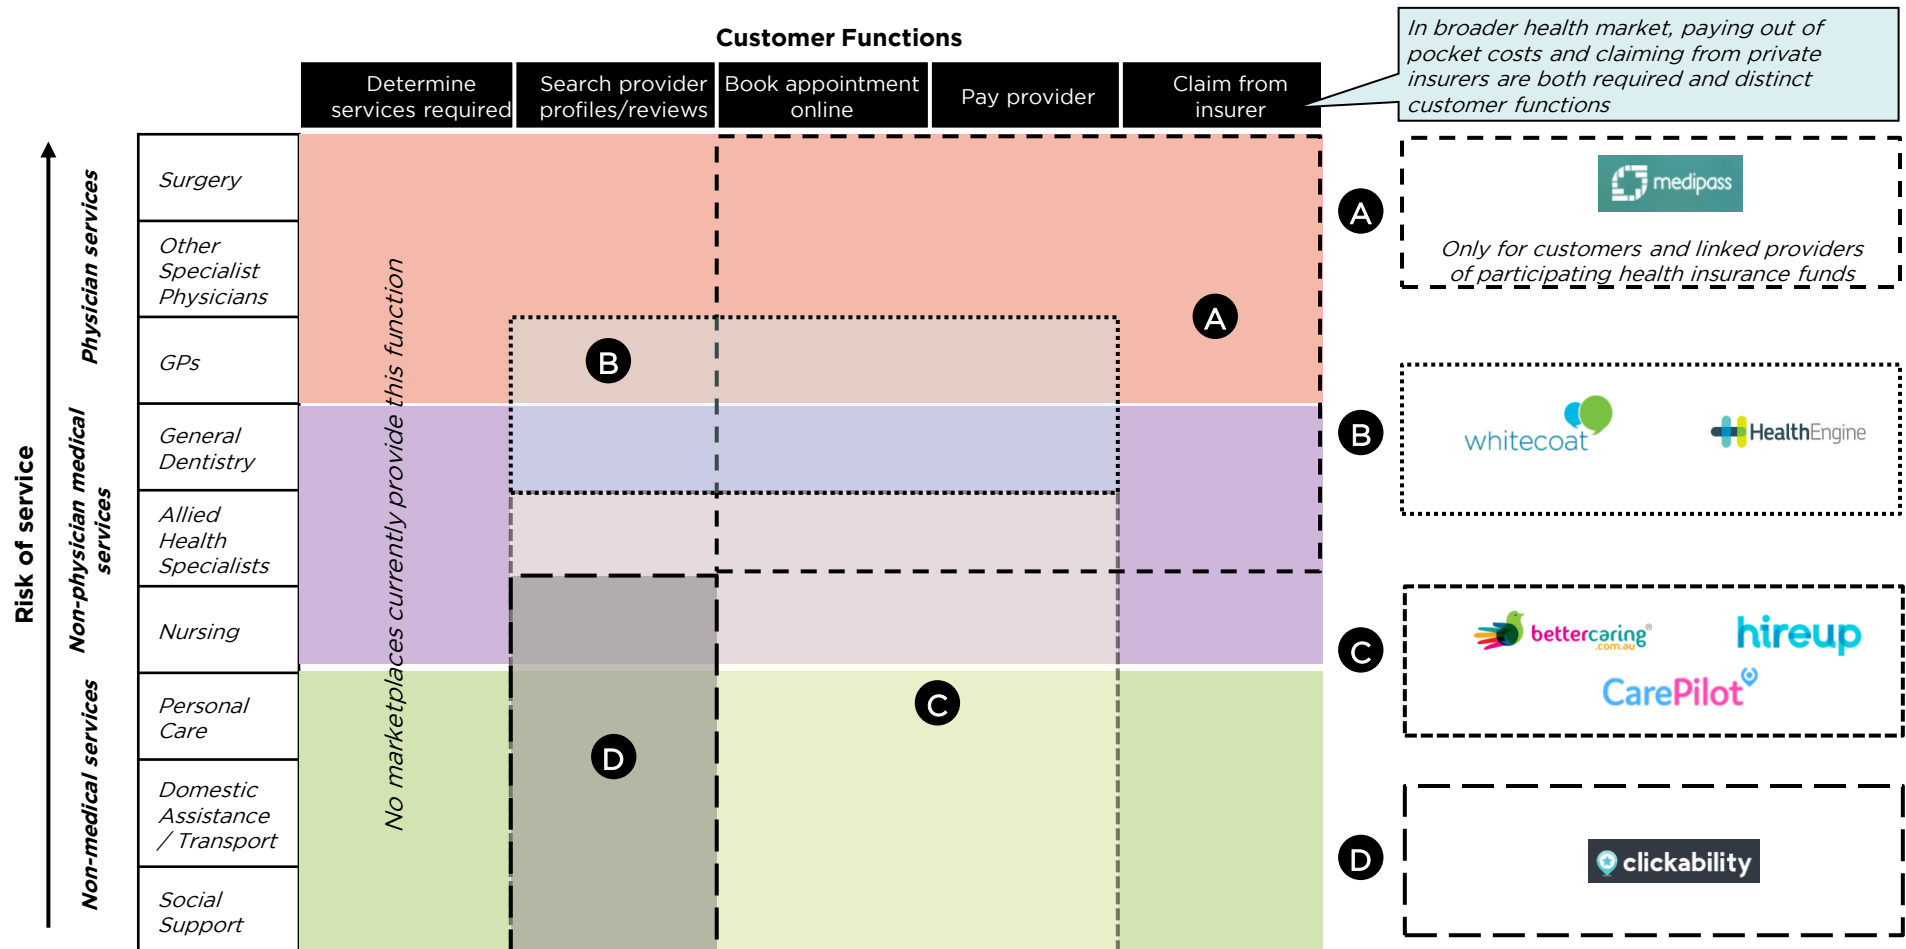 Customer Functions
In broader health market, paying out of
pocket costs and claiming from private
insurers are both required and distinct
customer functions
Determine
services required
Search provider
profiles/reviews
Book appointment
online
Pay provider
Claim from
insurer
Risk of service
Physician services
Non-physician medical
services
Non-medical services
Surgery
Other
Specialist
Physicians
GPs
General
Dentistry
Allied
Health
Specialists
Nursing
Personal
Care
Domestic
Assistance
/ Transport
Social
Support
No marketplaces currently provide this function
A
B
C
D
A
medipass
Only for customers and linked providers
of participating health insurance funds
B
whitecoat
HealthEngine
C
bettercaring®
.com.au
hireup
CarePilot
D
clickability